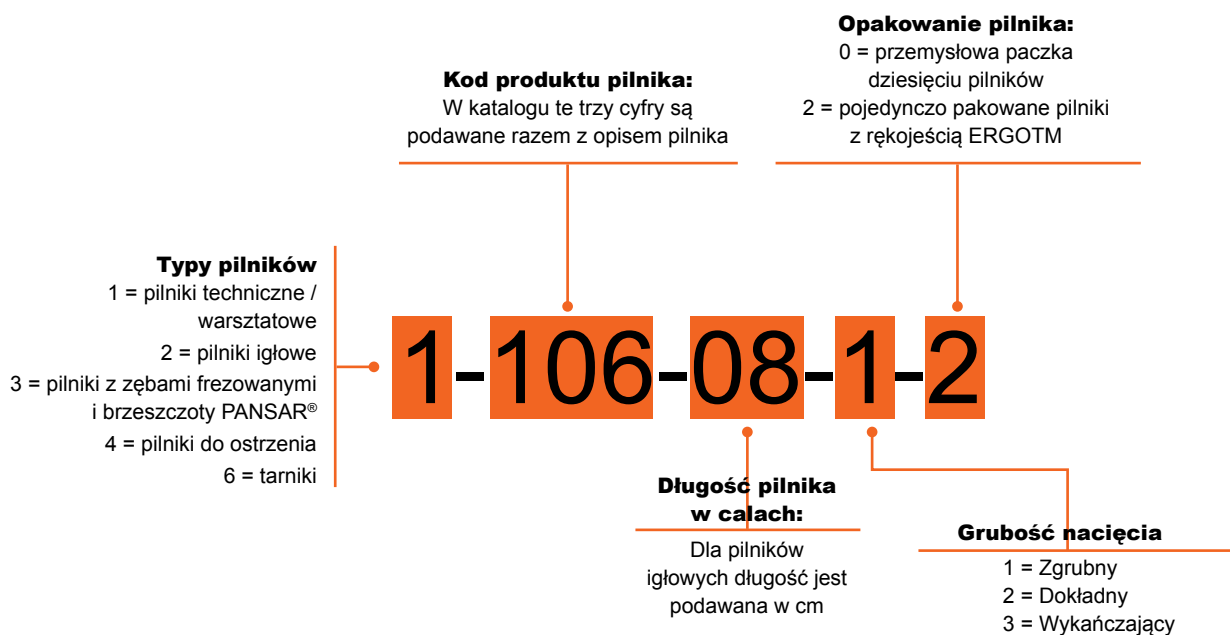 Opakowanie pilnika:
0 = przemysłowa paczka
dziesięciu pilników
2 = pojedynczo pakowane pilniki
z rękojeścią ERGOTM
Kod produktu pilnika:
W katalogu te trzy cyfry są
podawane razem z opisem pilnika
Typy pilników
1 = pilniki techniczne /
warsztatowe
2 = pilniki igłowe
3 = pilniki z zębami frezowanymi
i brzeszczoty PANSAR®
4 = pilniki do ostrzenia
6 = tarniki
1-106-08-1-2
Długość pilnika
w calach:
Dla pilników
igłowych długość jest
podawana w cm
Grubość nacięcia
1 = Zgrubny
2 = Dokładny
3 = Wykańczający